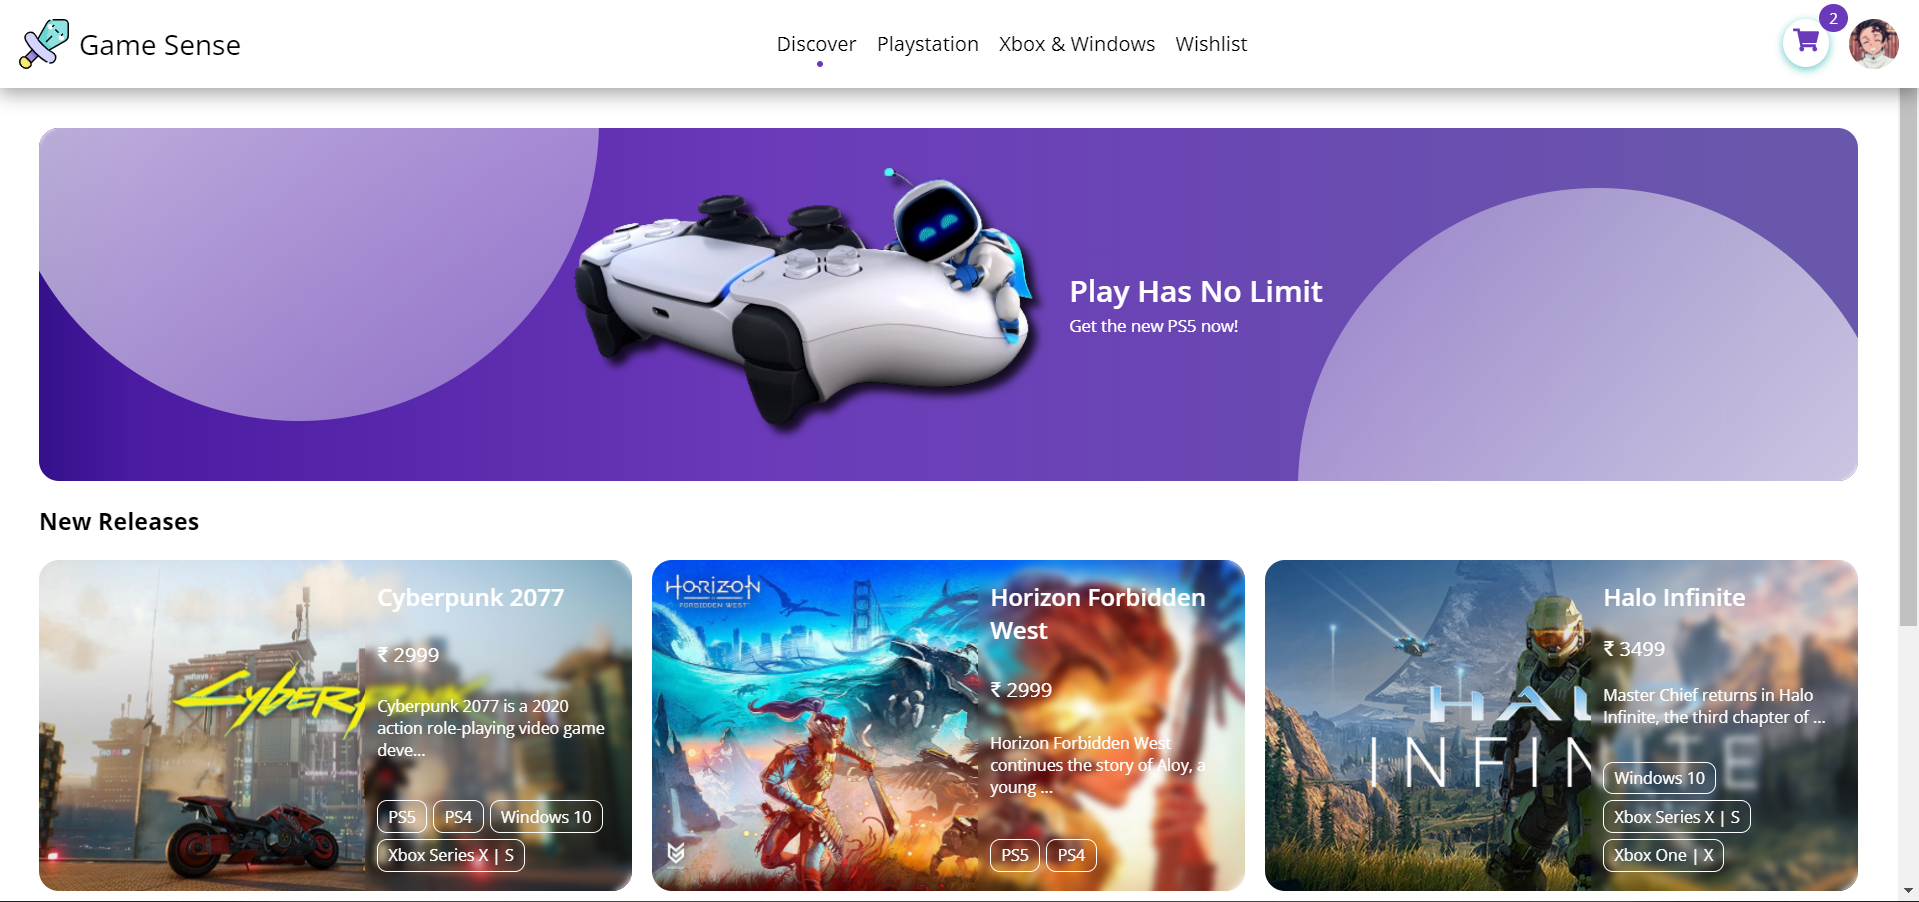 Game Sense
Discover
Playstation
Xbox & Windows
Wishlist
2
Play Has No Limit
Get the new PS5 now!
New Releases
Cyberpunk 2077
₹ 2999
Cyberpunk 2077 is a 2020
action role-playing video game
deve...
PS5
PS4
Windows 10
Xbox Series X | S
HORIZON
FORBIDDEN WEST
Horizon Forbidden
West
₹ 2999
Horizon Forbidden West
continues the story of Aloy, a
young ...
PS5
PS4
INFINITE
Halo Infinite
₹ 3499
Master Chief returns in Halo
Infinite, the third chapter of ...
Windows 10
Xbox Series X | S
Xbox One | X